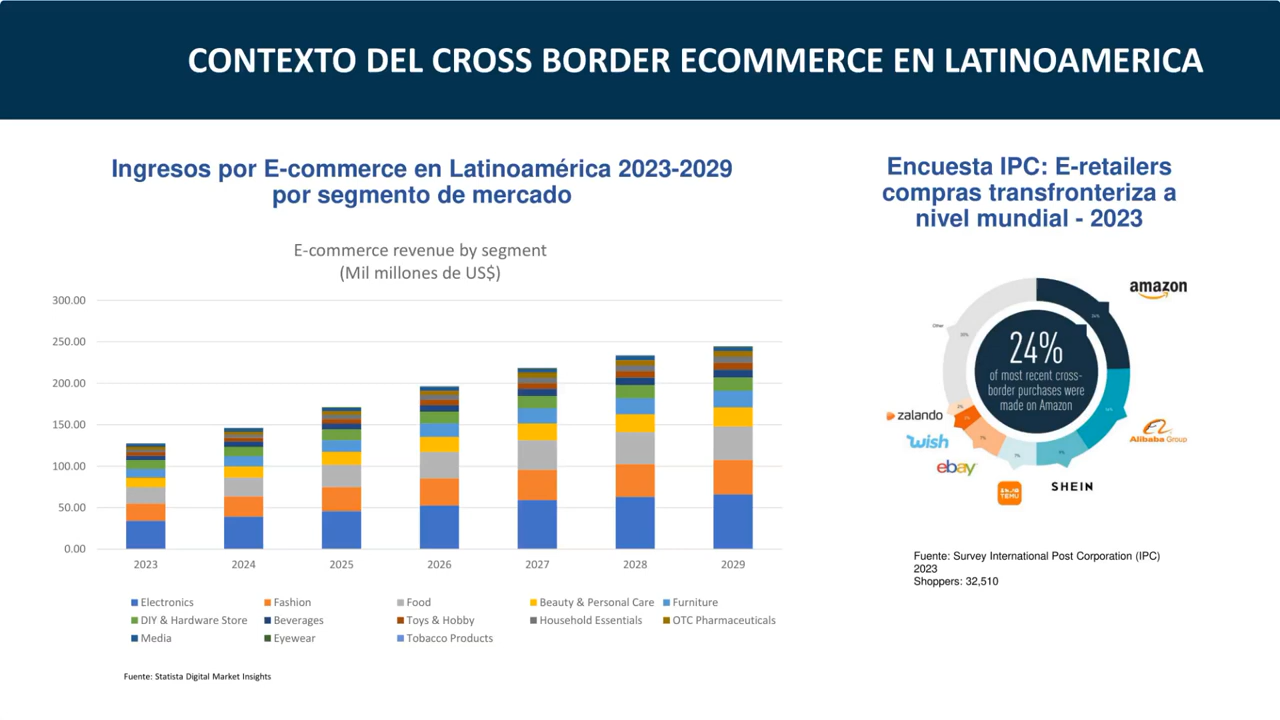 CONTEXTO DEL CROSS BORDER ECOMMERCE EN LATINOAMERICA
Ingresos por E-commerce en Latinoamérica 2023-2029
por segmento de mercado
E-commerce revenue by segment
(Mil millones de US$)
300.00
250.00
200.00
150.00
100.00
50.00
0.00
2023
2024
2025
2026
2027
2028
2029
Electronics
Fashion
Food
Beauty & Personal Care
Furniture
DIY & Hardware Store
Beverages
Toys & Hobby
Household Essentials
OTC Pharmaceuticals
Media
Eyewear
Tobacco Products
Fuente: Statista Digital Market Insights
Encuesta IPC: E-retailers
compras transfronteriza a
nivel mundial - 2023
amazon
Other
24%
of most recent cross-
border purchases were
made on Amazon
zalando
wish
ebay
TEMU
SHEIN
Alibaba Group
Fuente: Survey International Post Corporation (IPC)
2023
Shoppers: 32,510